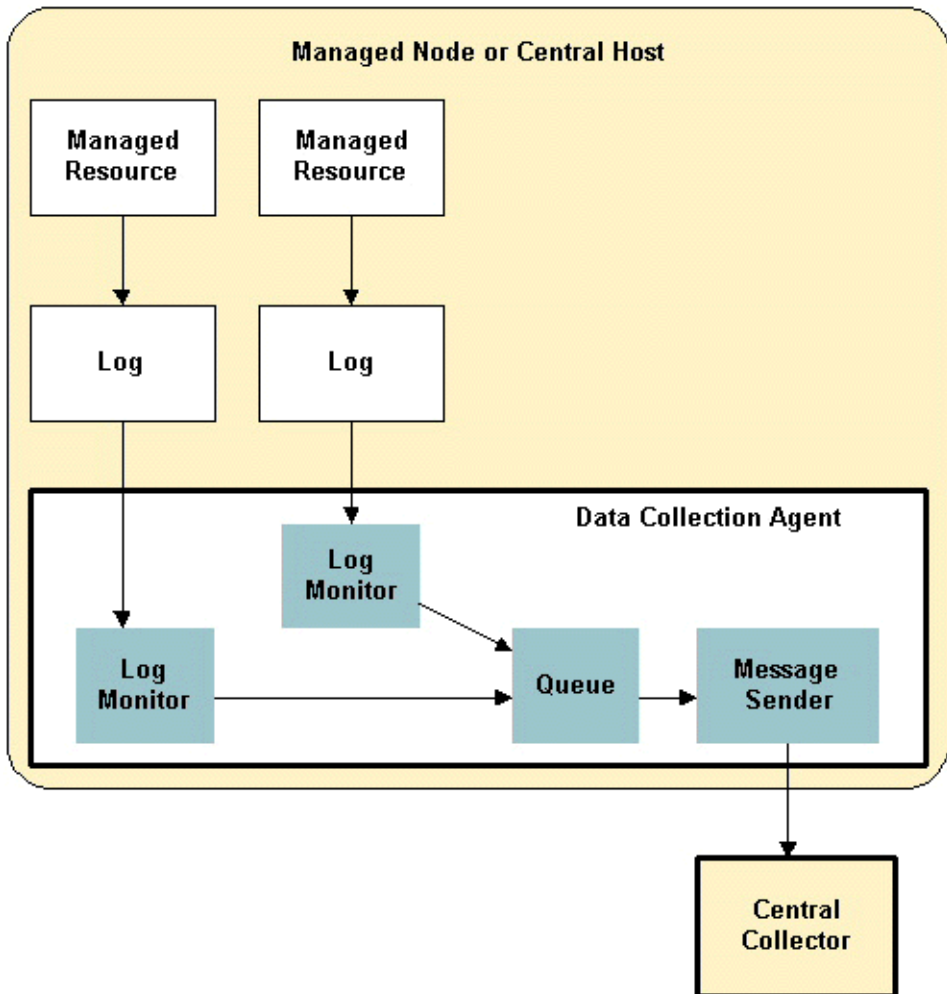 Managed Node or Central Host
Managed
Resource
Managed
Resource
Log
Log
Data Collection Agent
Log
Monitor
Log
Monitor
Queue
Message
Sender
Central
Collector